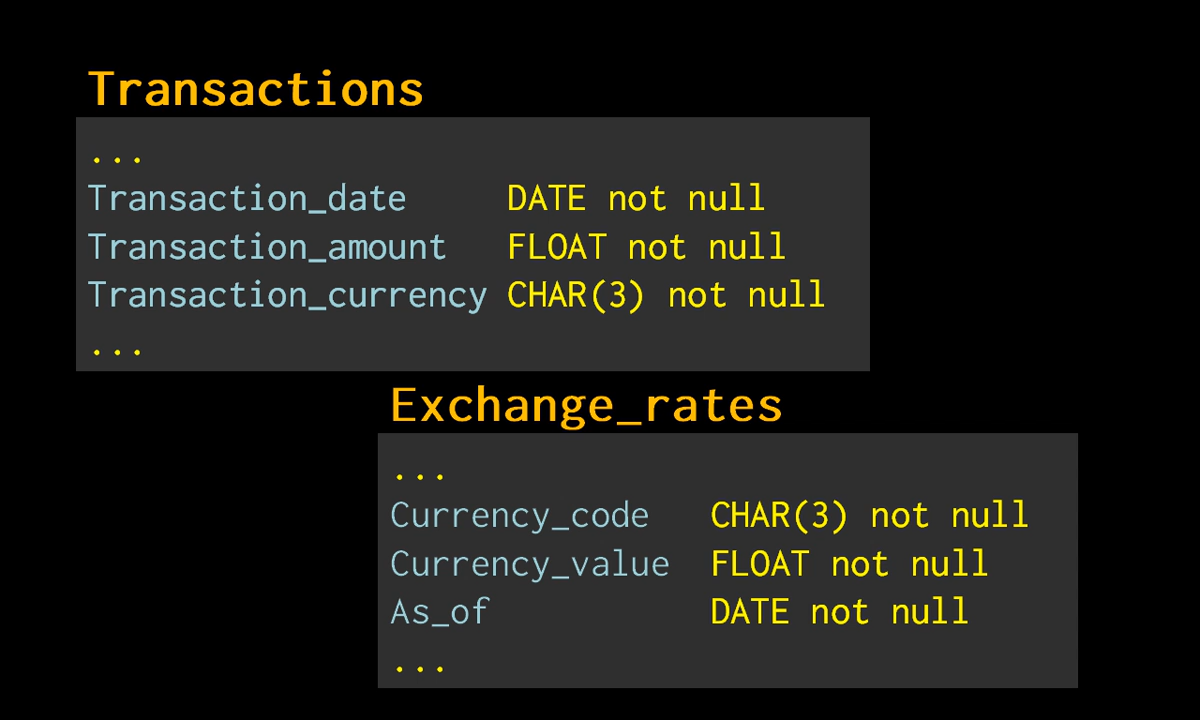 Transactions
...
Transaction_date DATE not null
Transaction_amount FLOAT not null
Transaction_currency CHAR(3) not null
...
Exchange_rates
...
Currency_code CHAR(3) not null
Currency_value FLOAT not null
As_of DATE not null
...